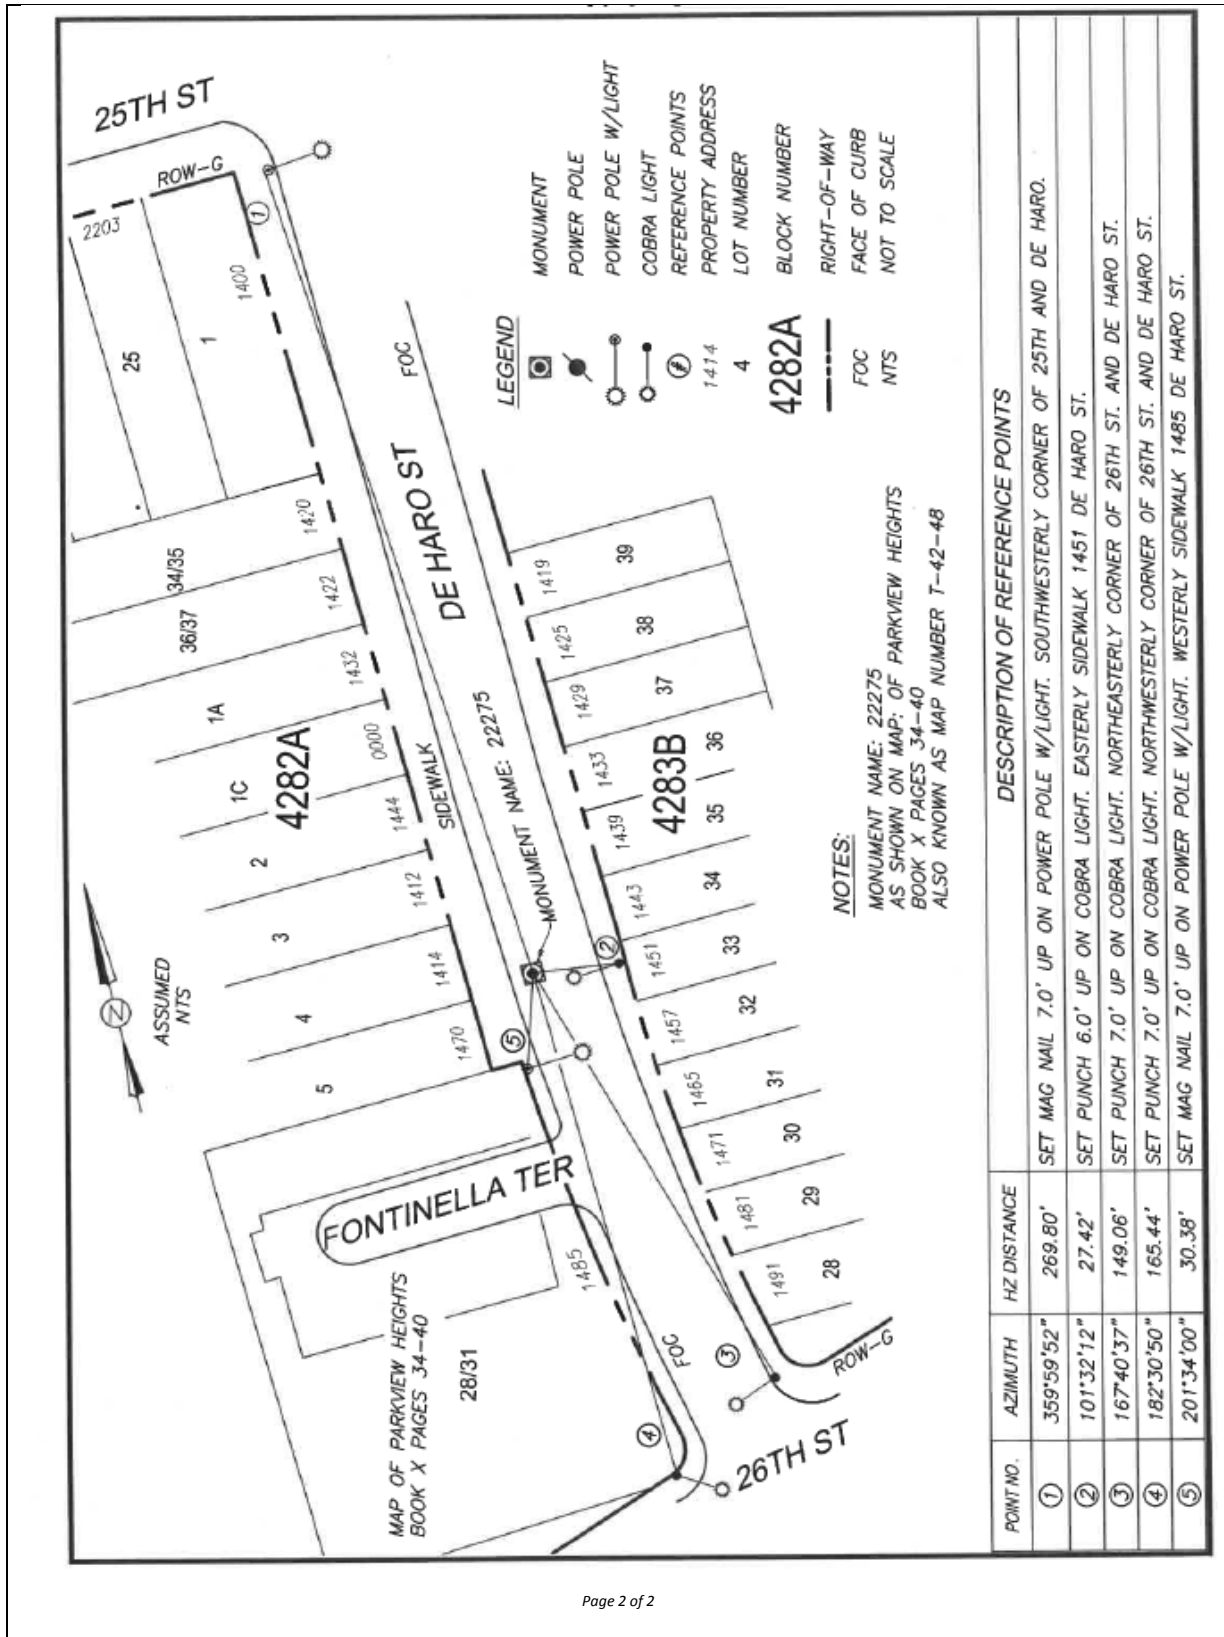 25TH ST
ROW-G
2203
25
1
1400
①
34/35
1420
36/37
1422
1A
1432
1C
0000
4282A
2
1444
3
1412
4
1414
5
1470
SIDEWALK
DE HARO ST
FOC
MONUMENT NAME: 22275
②
⑤
ASSUMED
NTS
FONTINELLA TER
MAP OF PARKVIEW HEIGHTS
BOOK X PAGES 34-40
28/31
1485
④
FOC
③
26TH ST
ROW-G
1419
39
1425
38
1429
37
1433
36
4283B
1439
35
1443
34
1451
33
1457
32
1465
31
1471
30
1481
29
1491
28
LEGEND
MONUMENT
POWER POLE
POWER POLE W/LIGHT
COBRA LIGHT
# REFERENCE POINTS
1414 PROPERTY ADDRESS
4 LOT NUMBER
4282A BLOCK NUMBER
RIGHT-OF-WAY
FOC FACE OF CURB
NTS NOT TO SCALE
NOTES:
MONUMENT NAME: 22275
AS SHOWN ON MAP: OF PARKVIEW HEIGHTS
BOOK X PAGES 34-40
ALSO KNOWN AS MAP NUMBER T-42-48
POINT NO. AZIMUTH HZ DISTANCE DESCRIPTION OF REFERENCE POINTS
① 359°59'52" 269.80' SET MAG NAIL 7.0' UP ON POWER POLE W/LIGHT. SOUTHWESTERLY CORNER OF 25TH AND DE HARO.
② 101°32'12" 27.42' SET PUNCH 6.0' UP ON COBRA LIGHT. EASTERLY SIDEWALK 1451 DE HARO ST.
③ 167°40'37" 149.06' SET PUNCH 7.0' UP ON COBRA LIGHT. NORTHEASTERLY CORNER OF 26TH ST. AND DE HARO ST.
④ 182°30'50" 165.44' SET PUNCH 7.0' UP ON COBRA LIGHT. NORTHWESTERLY CORNER OF 26TH ST. AND DE HARO ST.
⑤ 201°34'00" 30.38' SET MAG NAIL 7.0' UP ON POWER POLE W/LIGHT. WESTERLY SIDEWALK 1485 DE HARO ST.
Page 2 of 2